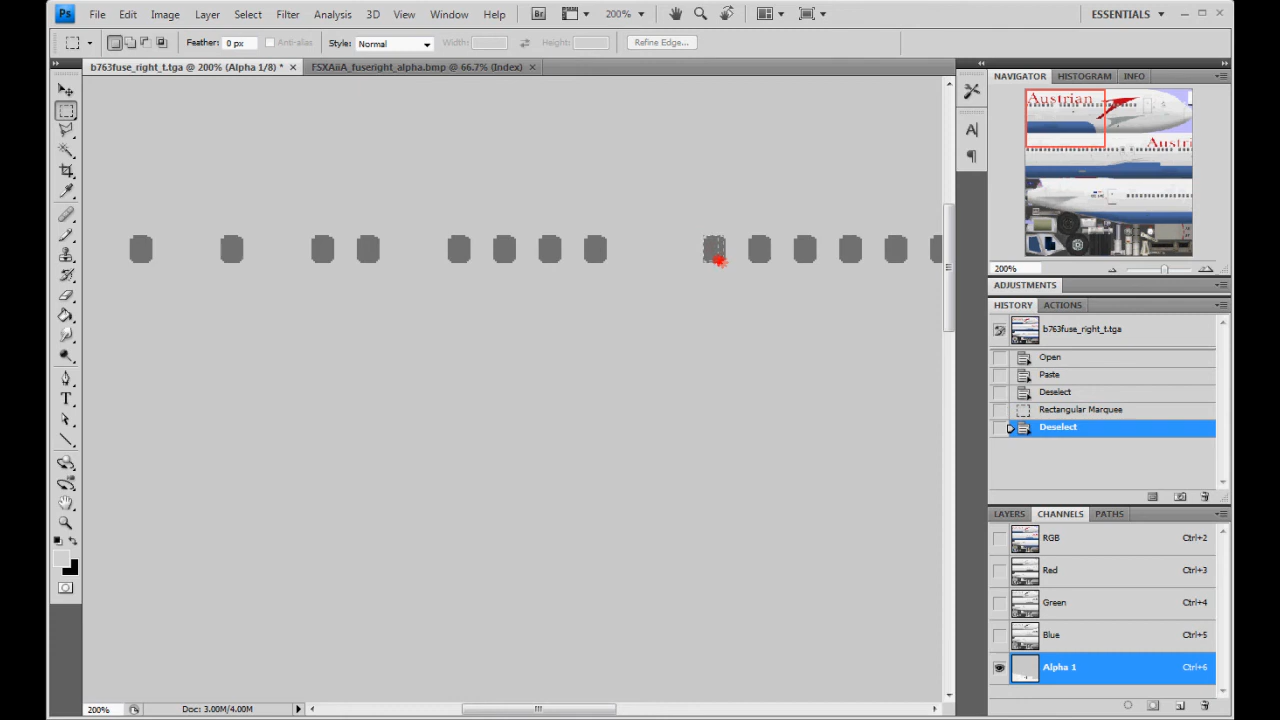 Ps File Edit Image Layer Select Filter Analysis 3D View Window Help Br 200% ESSENTIALS
Feather: 0 px Anti-alias Style: Normal Width: Height: Refine Edge...
b763fuse_right_t.tga @ 200% (Alpha 1/8) * × FSXAiiA_fuseright_alpha.bmp @ 66.7% (Index) ×
NAVIGATOR HISTOGRAM INFO
Austrian
Austri
200%
ADJUSTMENTS
HISTORY ACTIONS
b763fuse_right_t.tga
Open
Paste
Deselect
Rectangular Marquee
Deselect
LAYERS CHANNELS PATHS
RGB Ctrl+2
Red Ctrl+3
Green Ctrl+4
Blue Ctrl+5
Alpha 1 Ctrl+6
200% Doc: 3.00M/4.00M